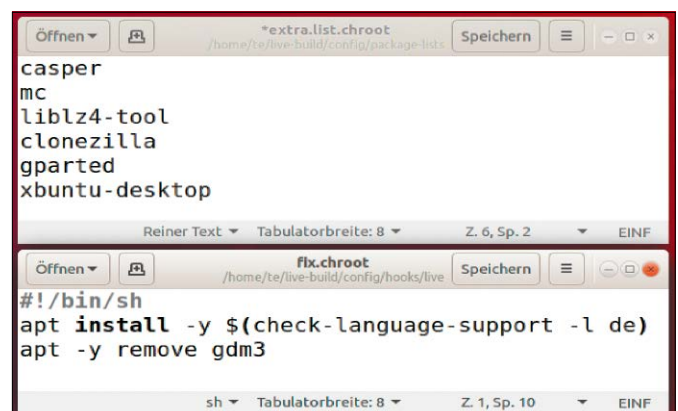 Öffnen
*extra.list.chroot
/home/te/live-build/config/package-lists
Speichern
casper
mc
liblz4-tool
clonezilla
gparted
xbuntu-desktop
Reiner Text Tabulatorbreite: 8 Z. 6, Sp. 2 EINF
Öffnen
fix.chroot
/home/te/live-build/config/hooks/live
Speichern
#!/bin/sh
apt install -y $(check-language-support -l de)
apt -y remove gdm3
sh Tabulatorbreite: 8 Z. 1, Sp. 10 EINF